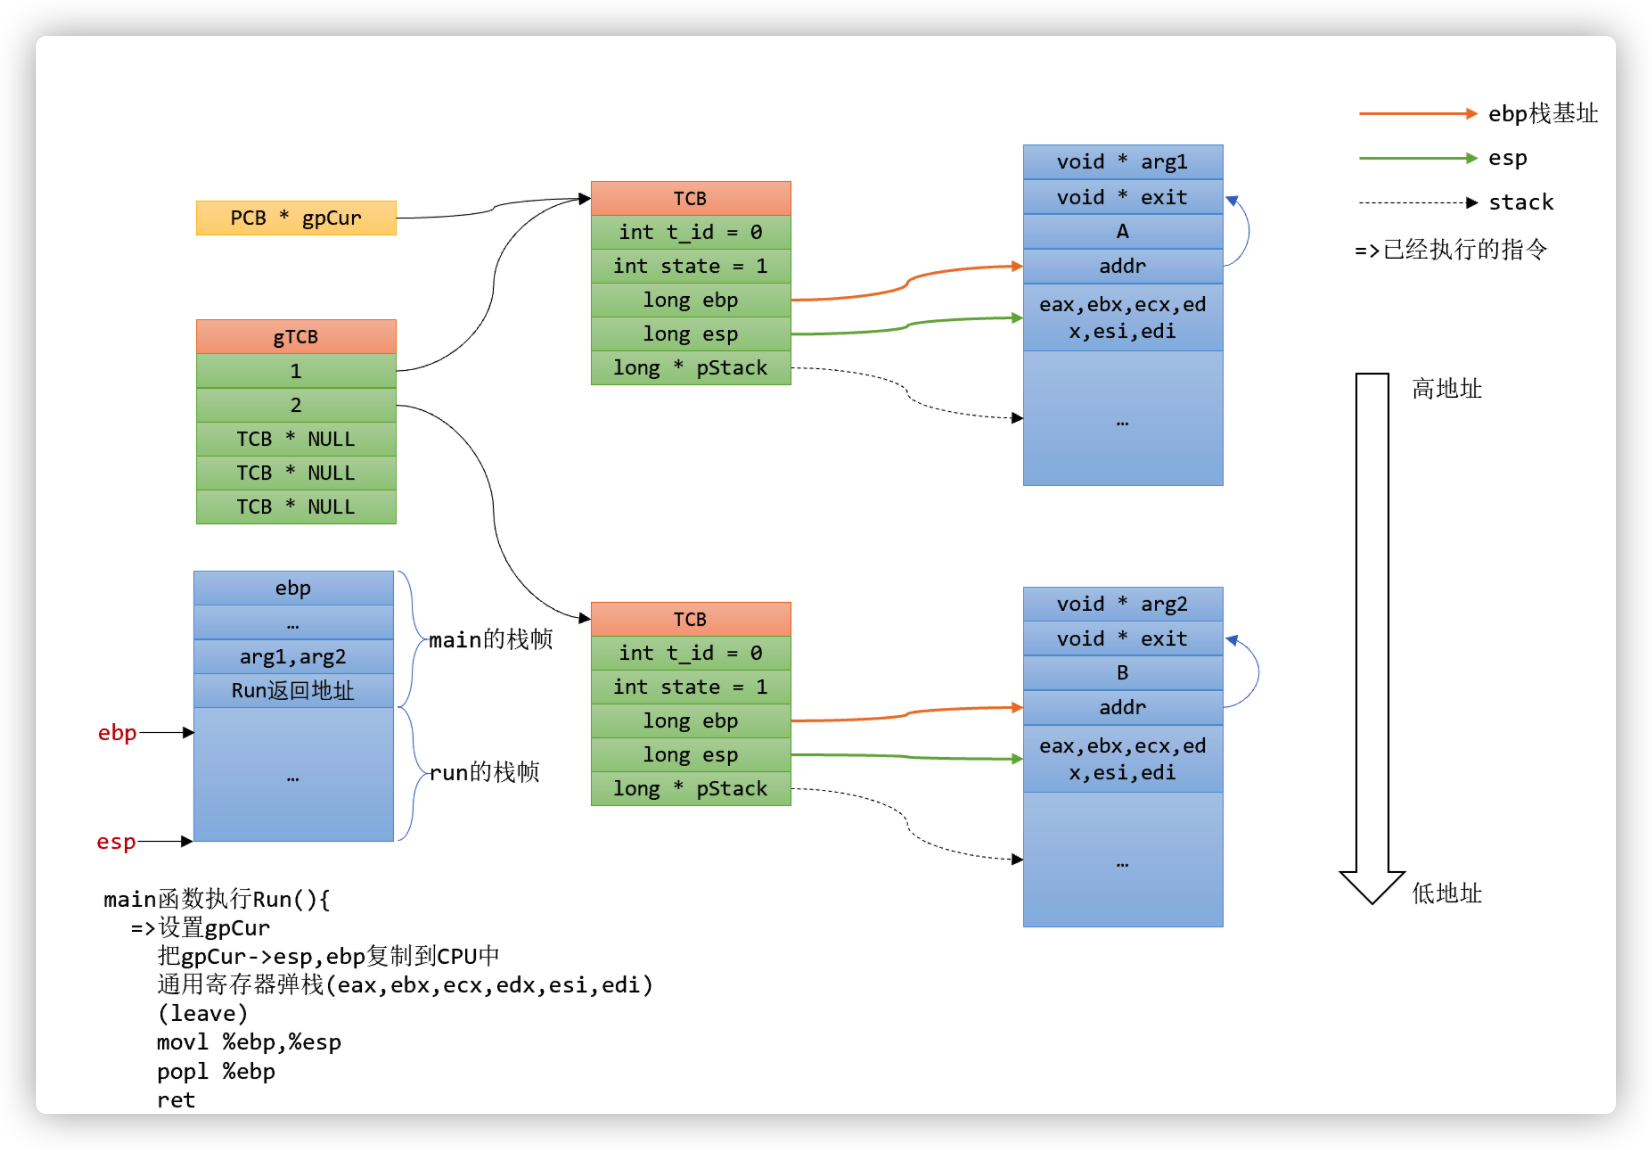 PCB * gpCur
gTCB
1
2
TCB * NULL
TCB * NULL
TCB * NULL
TCB
int t_id = 0
int state = 1
long ebp
long esp
long * pStack
void * arg1
void * exit
A
addr
eax,ebx,ecx,ed
x,esi,edi
…
ebp栈基址
esp
stack
=>已经执行的指令
高地址
低地址
ebp
…
arg1,arg2
Run返回地址
…
main的栈帧
run的栈帧
ebp
esp
TCB
int t_id = 0
int state = 1
long ebp
long esp
long * pStack
void * arg2
void * exit
B
addr
eax,ebx,ecx,ed
x,esi,edi
…
main函数执行Run(){
=>设置gpCur
把gpCur->esp,ebp复制到CPU中
通用寄存器弹栈(eax,ebx,ecx,edx,esi,edi)
(leave)
movl %ebp,%esp
popl %ebp
ret